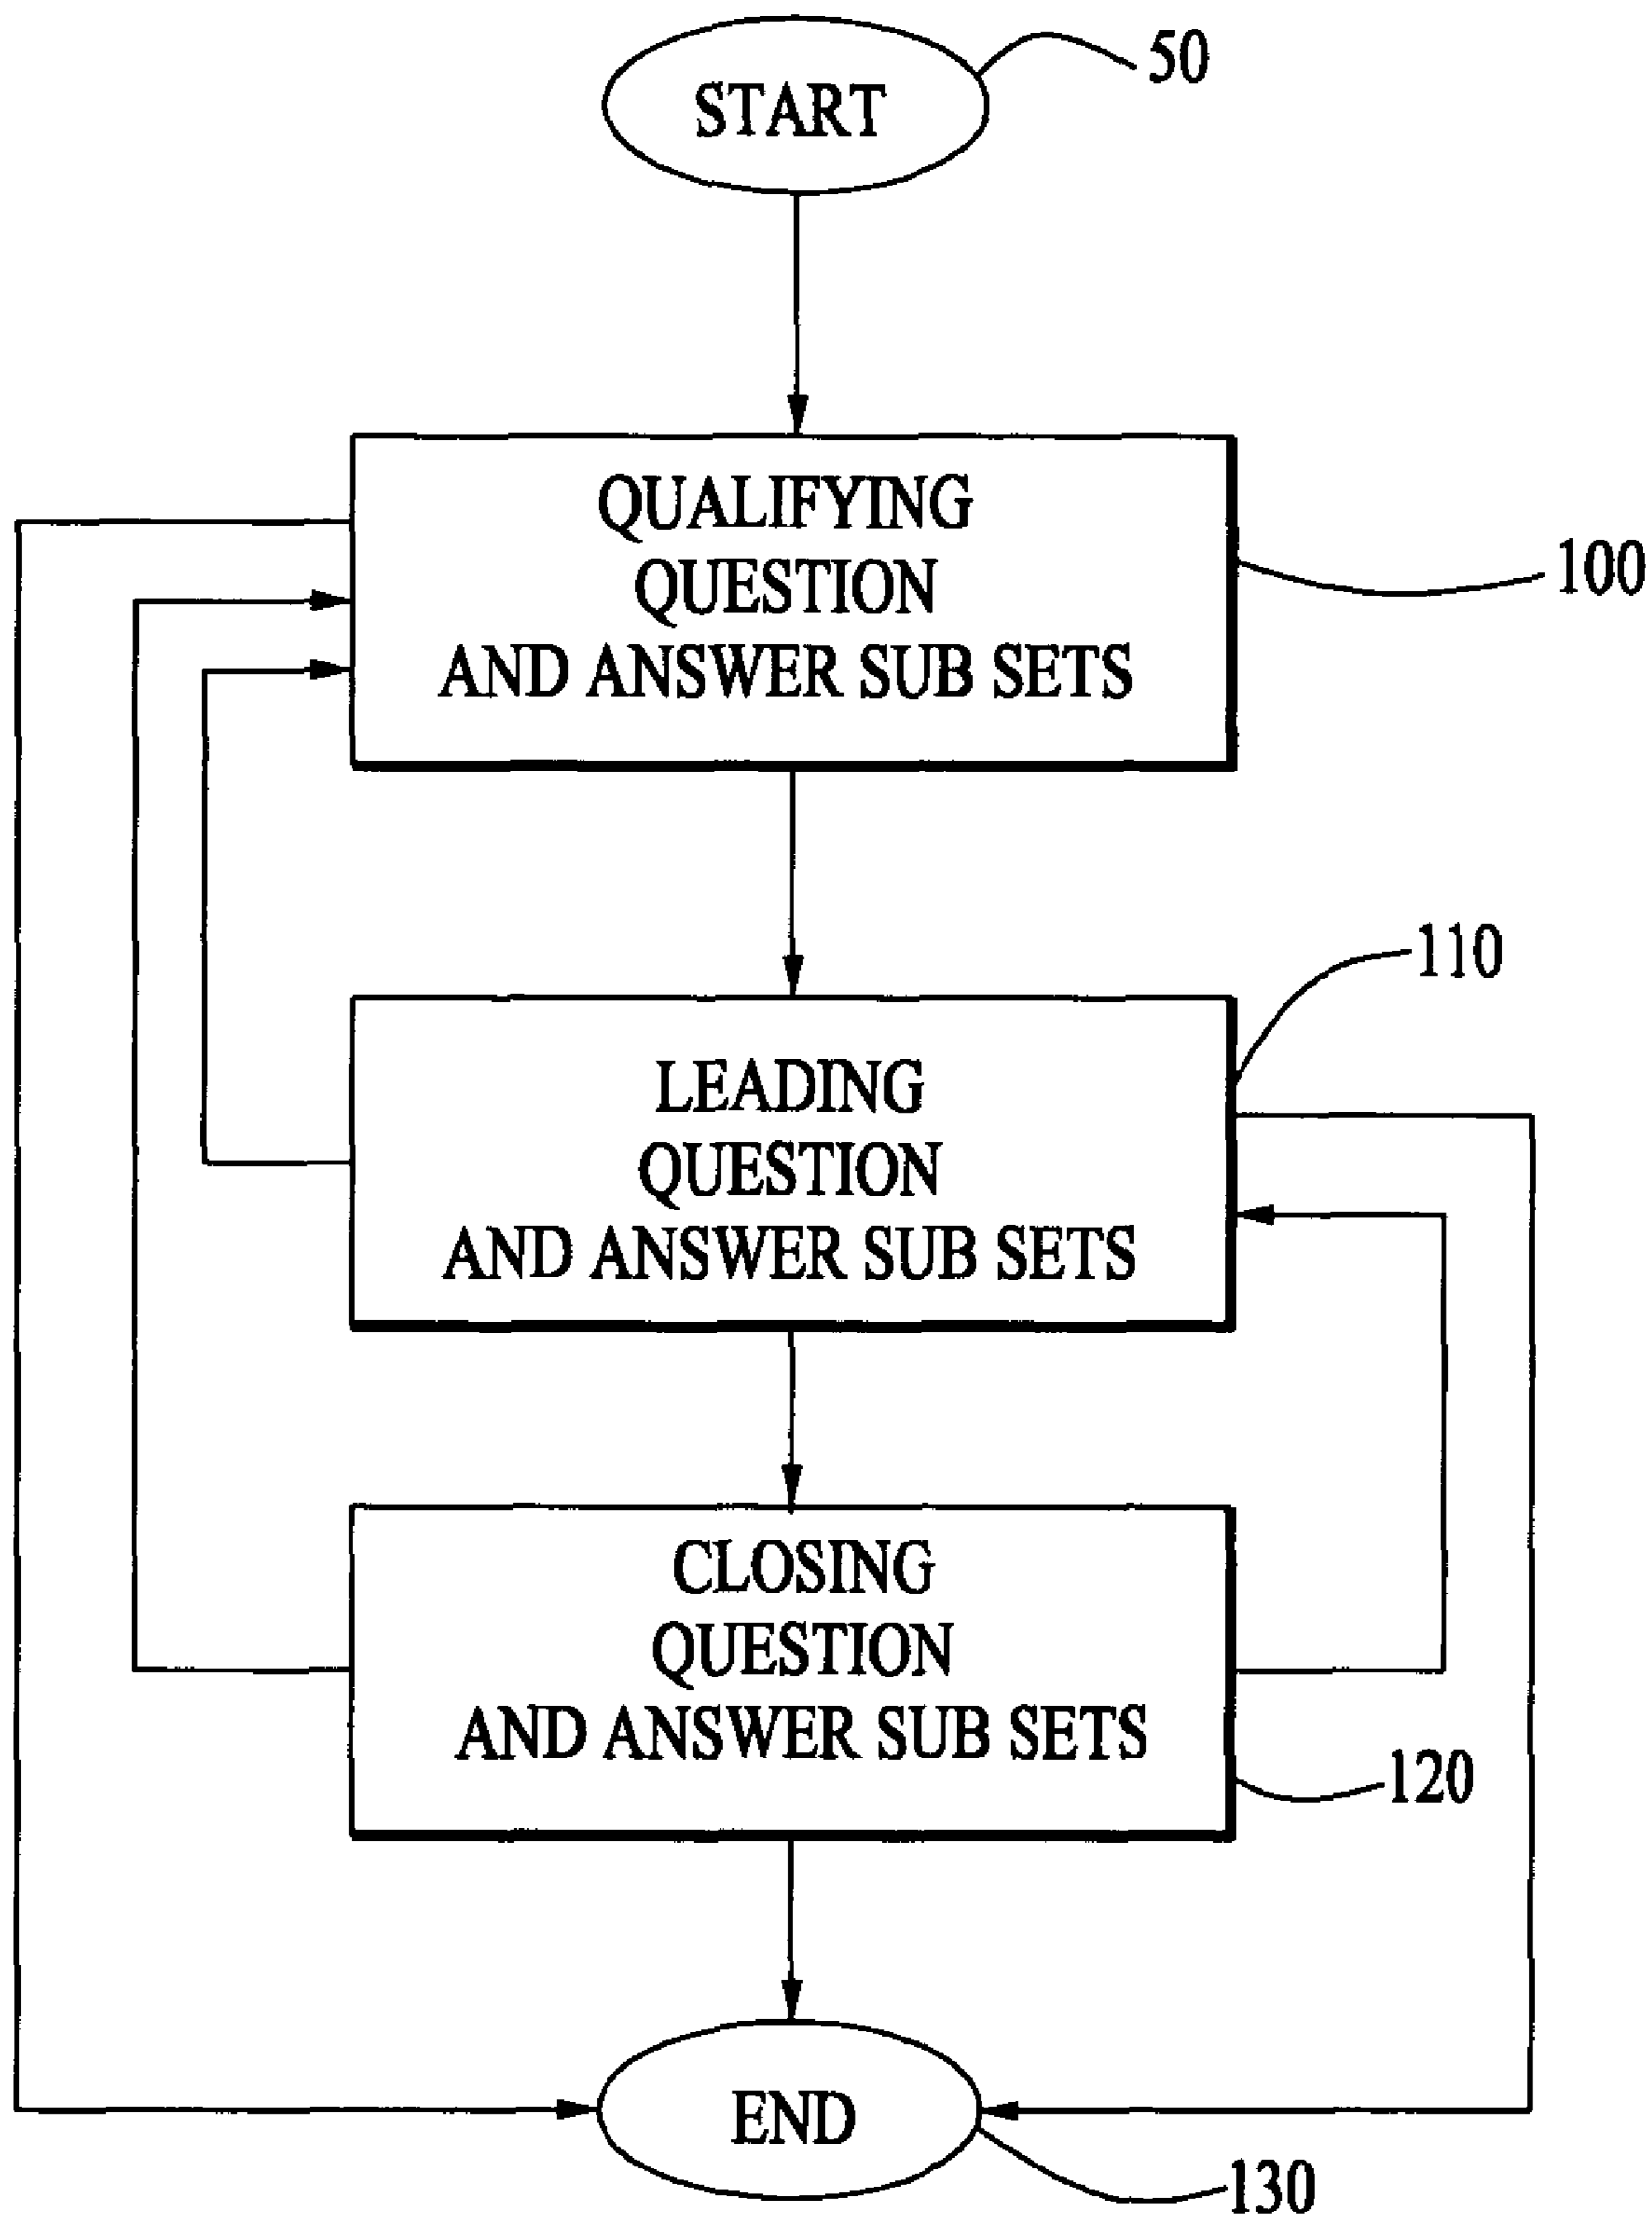 START
50
QUALIFYING
QUESTION
AND ANSWER SUB SETS
100
110
LEADING
QUESTION
AND ANSWER SUB SETS
CLOSING
QUESTION
AND ANSWER SUB SETS
120
END
130